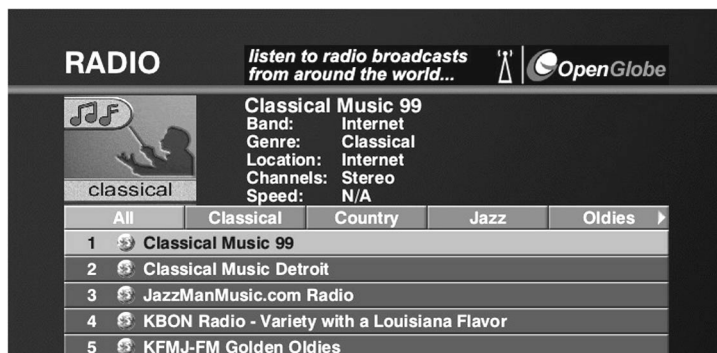 RADIO
listen to radio broadcasts
from around the world...
OpenGlobe
classical
Classical Music 99
Band: Internet
Genre: Classical
Location: Internet
Channels: Stereo
Speed: N/A
All Classical Country Jazz Oldies
1 Classical Music 99
2 Classical Music Detroit
3 JazzManMusic.com Radio
4 KBON Radio - Variety with a Louisiana Flavor
5 KFMJ-FM Golden Oldies